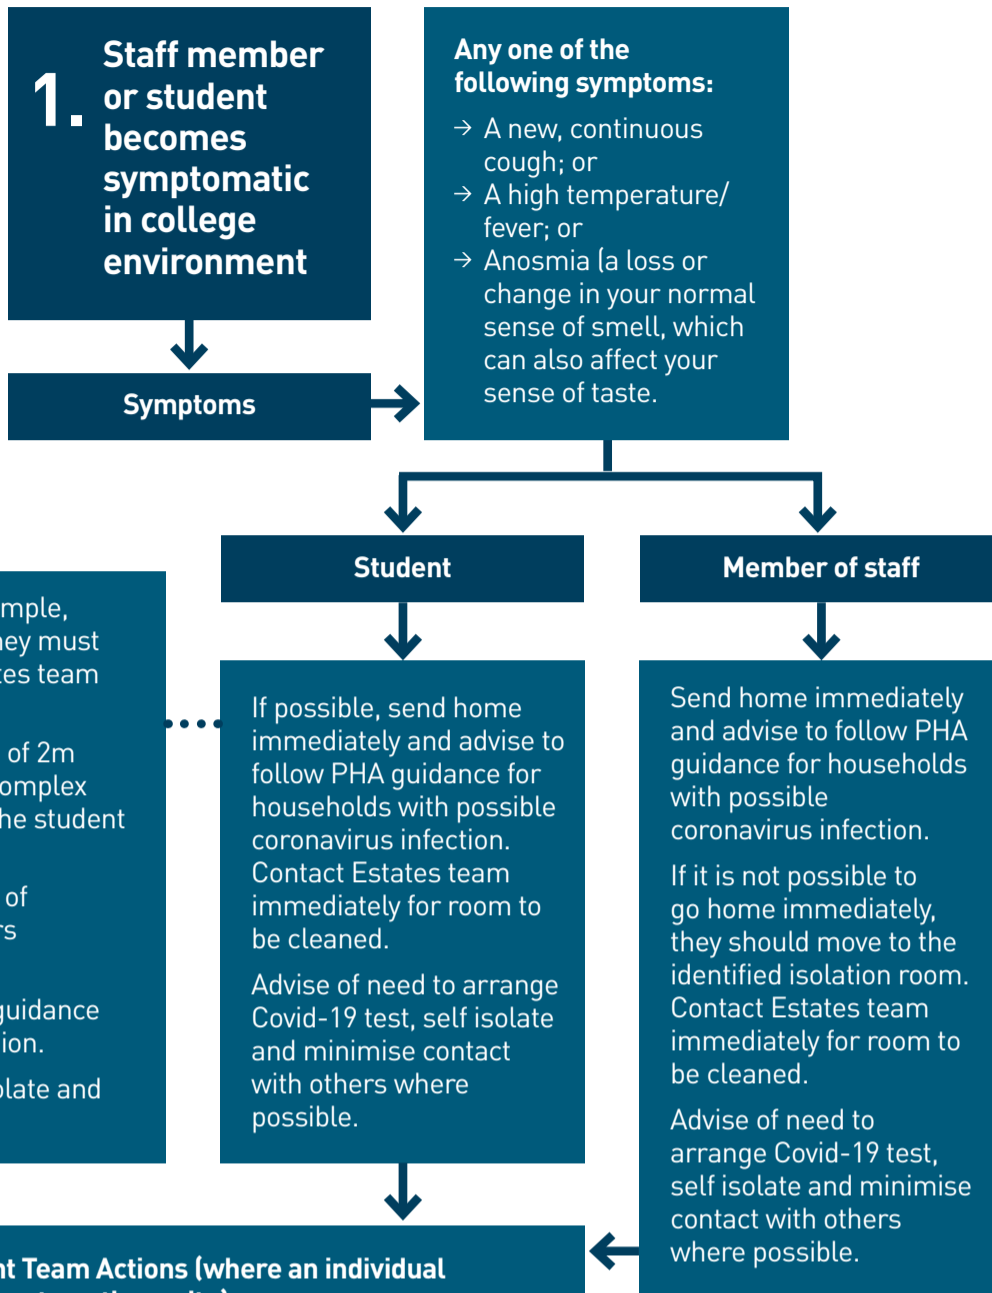 1.
Staff member
or student
becomes
symptomatic
in college
environment
Symptoms
Any one of the
following symptoms:
→ A new, continuous
cough; or
→ A high temperature/
fever; or
→ Anosmia (a loss or
change in your normal
sense of smell, which
can also affect your
sense of taste.
Student
Member of staff
mple,
ney must
tes team
of 2m
omplex
he student
of
rs
guidance
ion.
olate and
If possible, send home
immediately and advise to
follow PHA guidance for
households with possible
coronavirus infection.
Contact Estates team
immediately for room to
be cleaned.
Advise of need to arrange
Covid-19 test, self isolate
and minimise contact
with others where
possible.
Send home immediately
and advise to follow PHA
guidance for households
with possible
coronavirus infection.
If it is not possible to
go home immediately,
they should move to the
identified isolation room.
Contact Estates team
immediately for room to
be cleaned.
Advise of need to
arrange Covid-19 test,
self isolate and minimise
contact with others
where possible.
nt Team Actions (where an individual